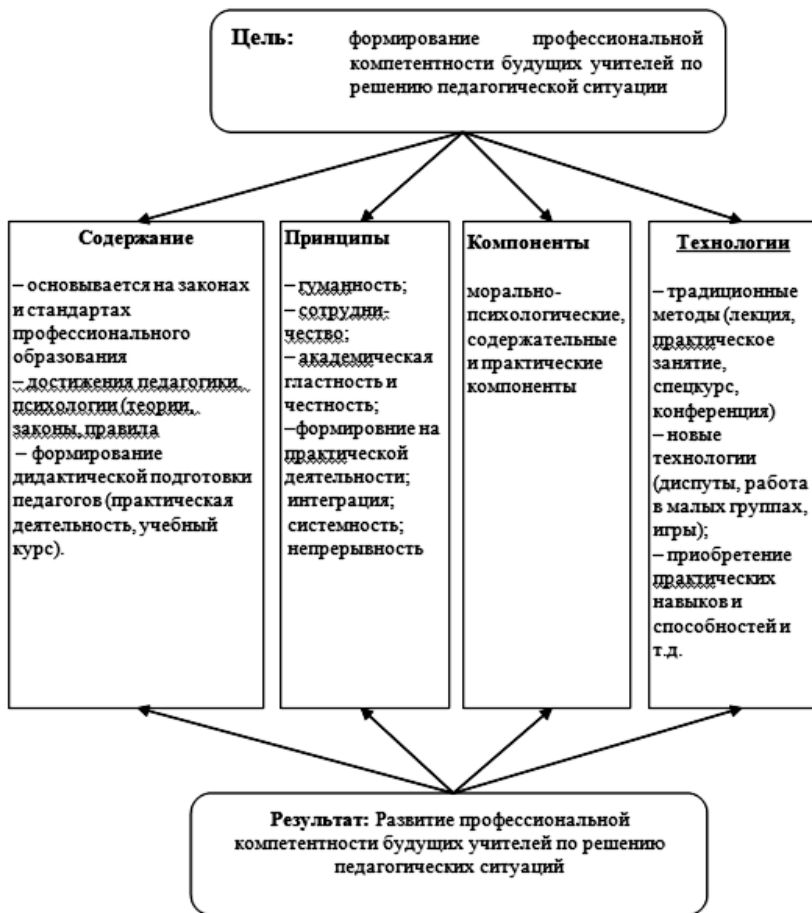 Цель: формирование профессиональной
компетентности будущих учителей по
решению педагогической ситуации
Содержание
– основывается на законах
и стандартах
профессионального
образования
– достижения педагогики,
психологии (теории,
законы, правила
– формирование
дидактической подготовки
педагогов (практическая
деятельность, учебный
курс).
Принципы
– гуманность;
– сотрудни-
чество;
– академическая
гластность и
честность;
–формировние на
практической
деятельности;
интеграция;
системность;
непрерывность
Компоненты
морально-
психологические,
содержательные
и практические
компоненты
Технологии
– традиционные
методы (лекция,
практическое
занятие,
спецкурс,
конференция)
– новые
технологии
(диспуты, работа
в малых группах,
игры);
– приобретение
практических
навыков и
способностей и
т.д.
Результат: Развитие профессиональной
компетентности будущих учителей по решению
педагогических ситуаций